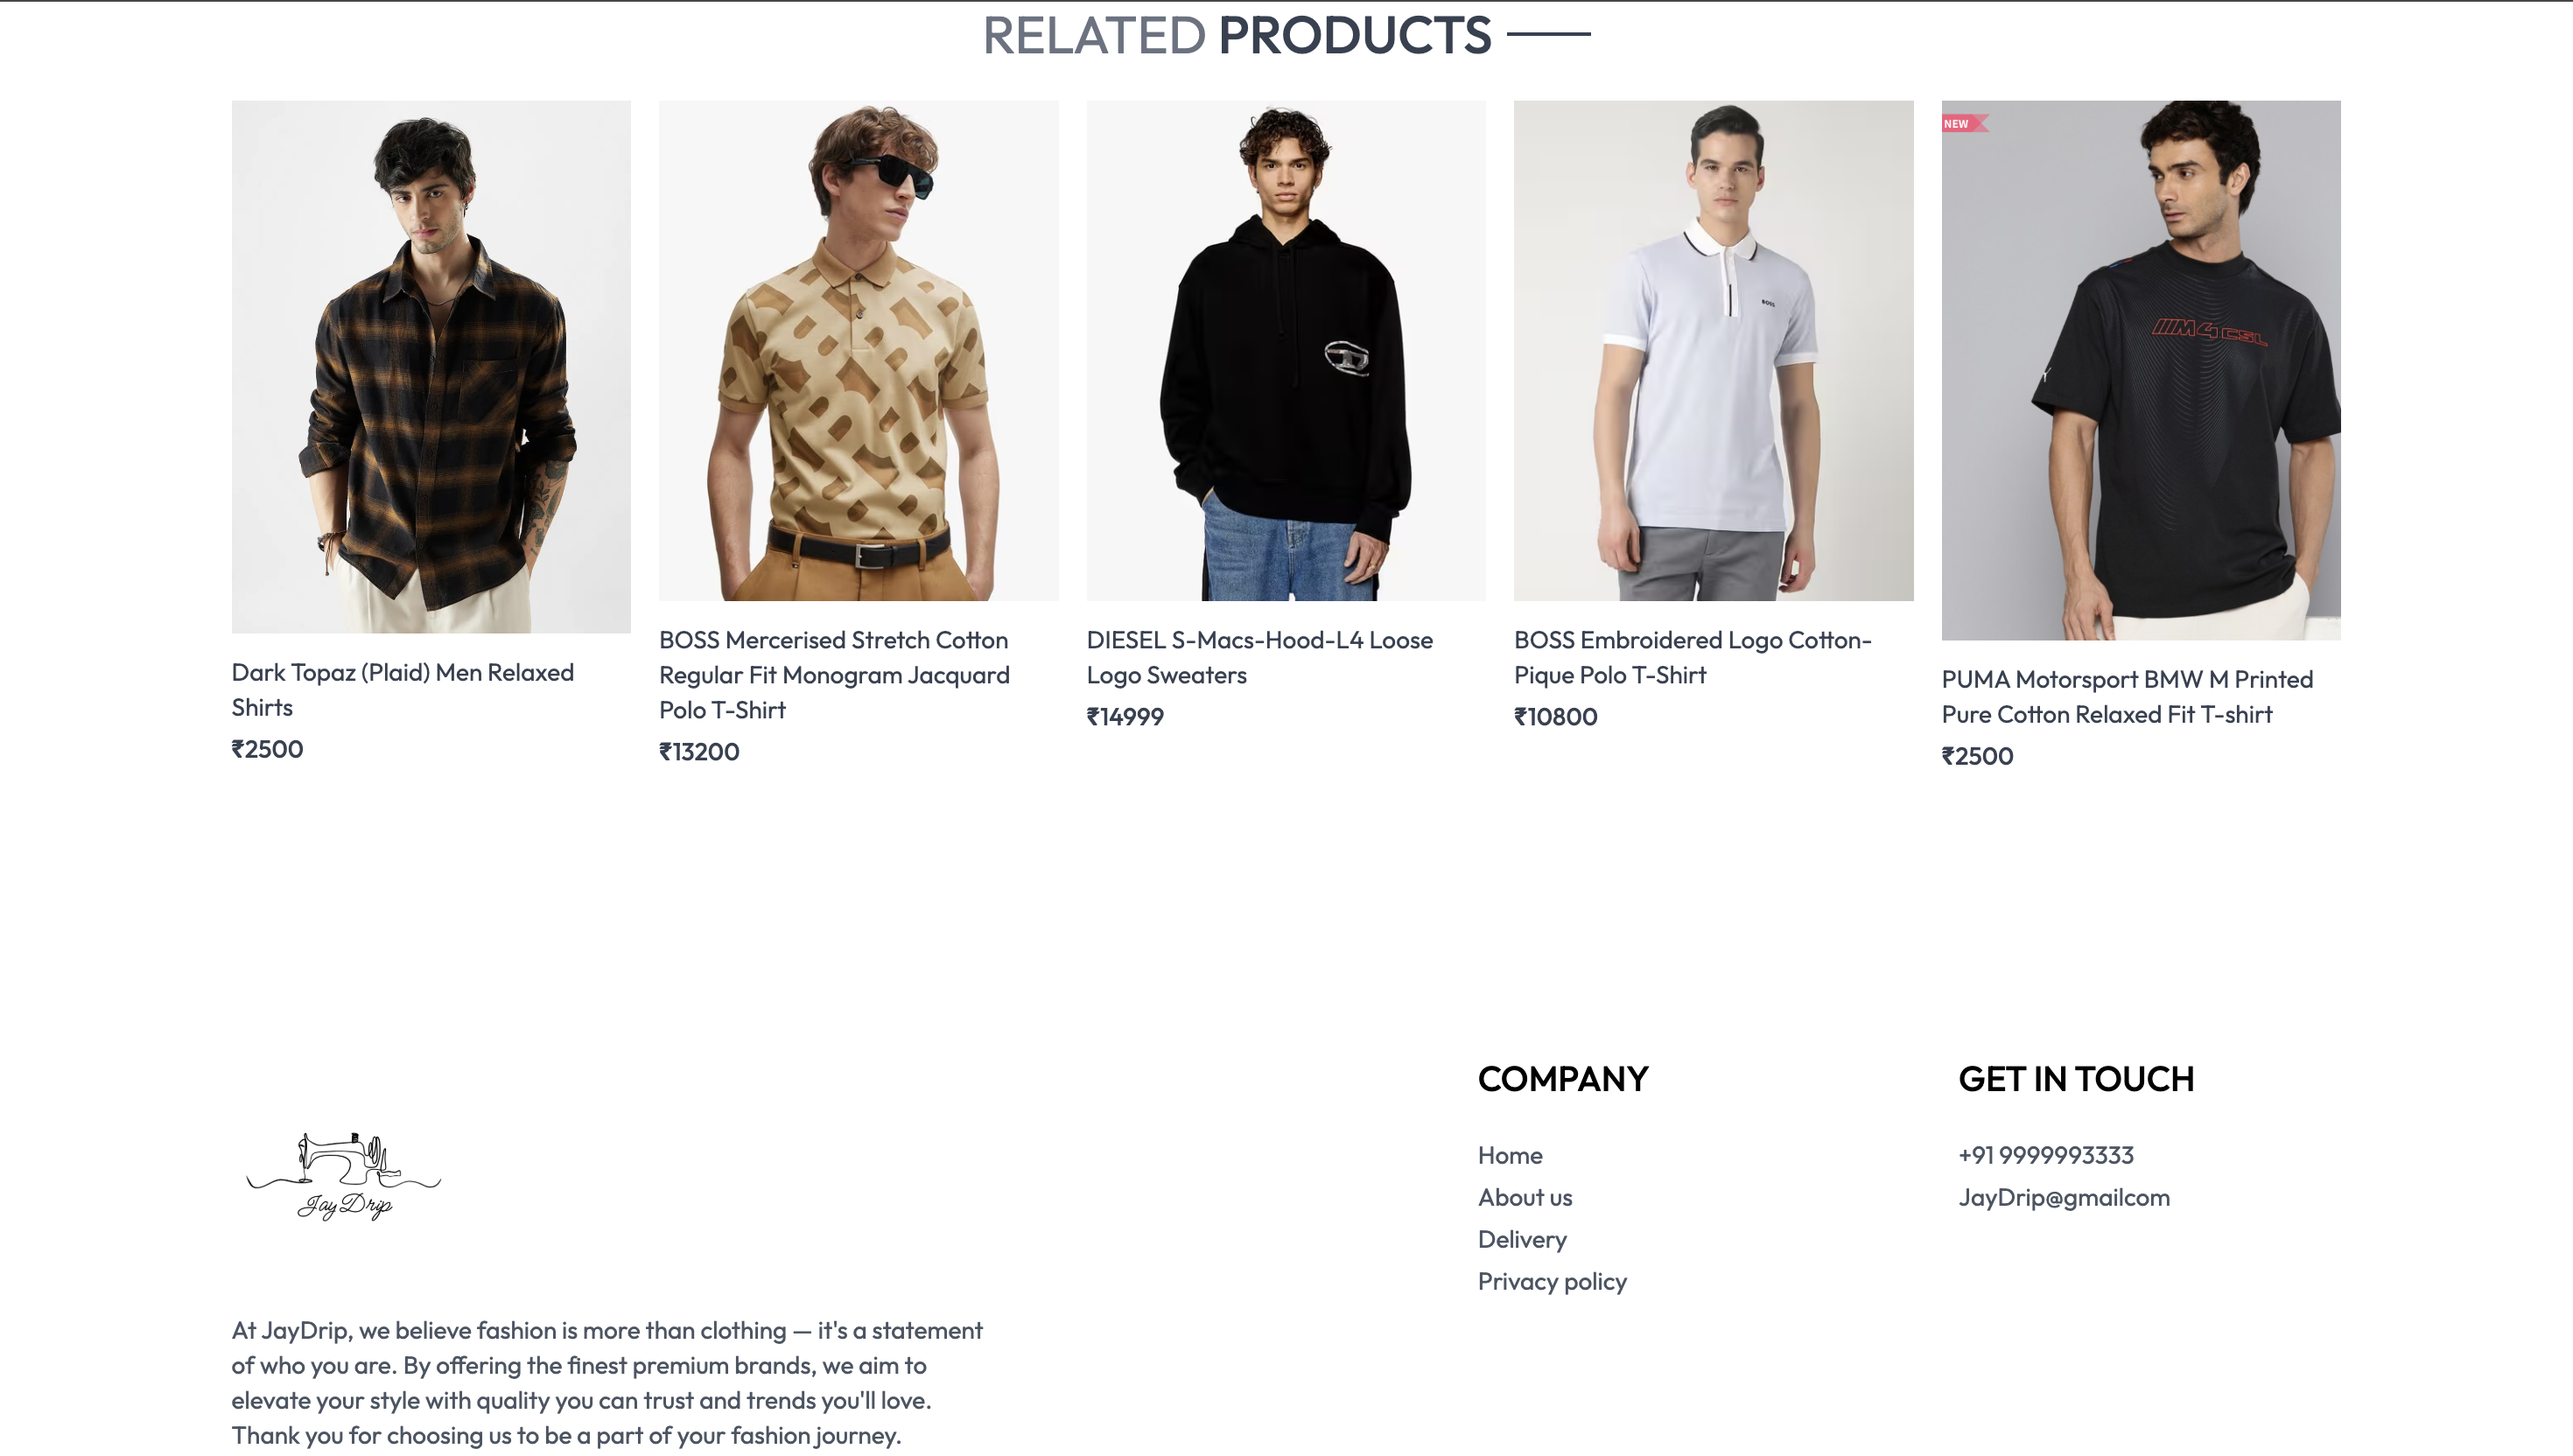 RELATED PRODUCTS
NEW
BOSS
M4 CSL
Dark Topaz (Plaid) Men Relaxed
Shirts
₹2500
BOSS Mercerised Stretch Cotton
Regular Fit Monogram Jacquard
Polo T-Shirt
₹13200
DIESEL S-Macs-Hood-L4 Loose
Logo Sweaters
₹14999
BOSS Embroidered Logo Cotton-
Pique Polo T-Shirt
₹10800
PUMA Motorsport BMW M Printed
Pure Cotton Relaxed Fit T-shirt
₹2500
JayDrip
At JayDrip, we believe fashion is more than clothing — it's a statement
of who you are. By offering the finest premium brands, we aim to
elevate your style with quality you can trust and trends you'll love.
Thank you for choosing us to be a part of your fashion journey.
COMPANY
Home
About us
Delivery
Privacy policy
GET IN TOUCH
+91 9999993333
JayDrip@gmailcom